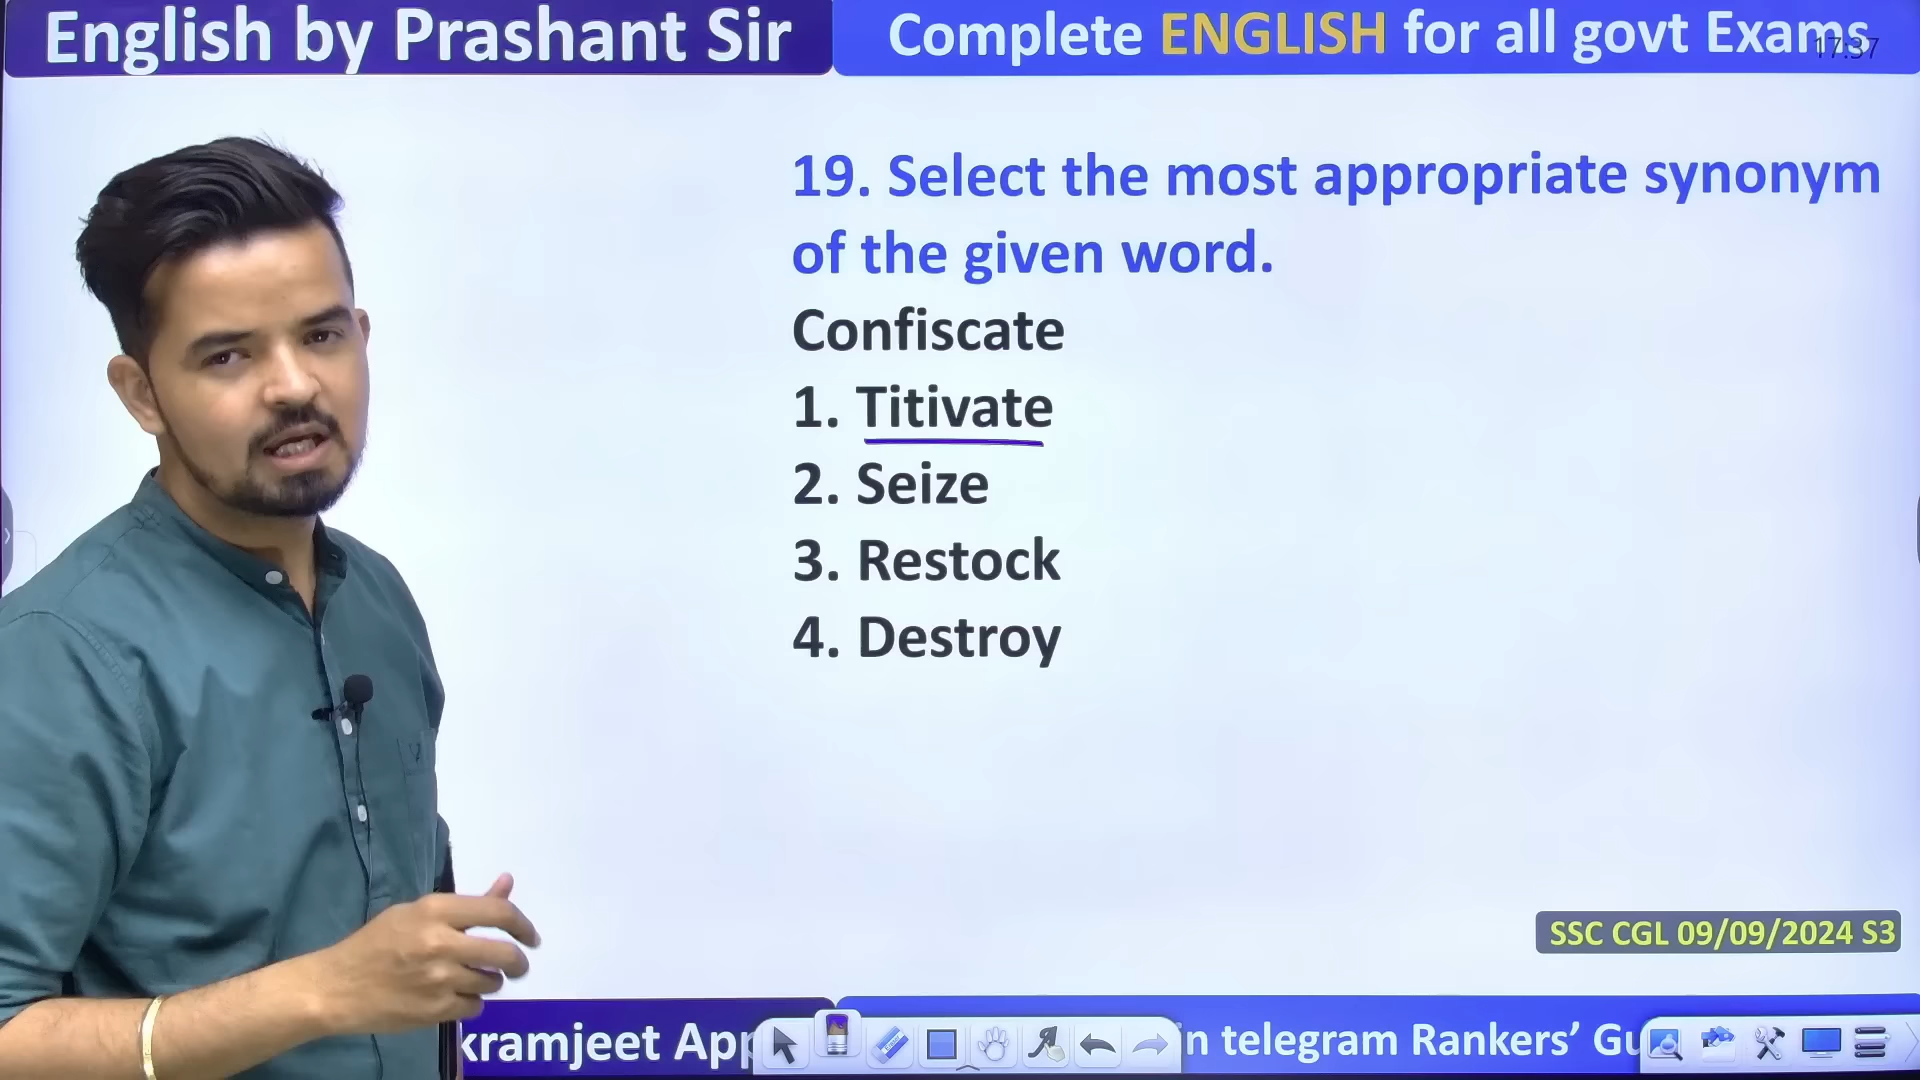 English by Prashant Sir
Complete ENGLISH for all govt Exams
17:37
19. Select the most appropriate synonym
of the given word.
Confiscate
1. Titivate
2. Seize
3. Restock
4. Destroy
SSC CGL 09/09/2024 S3
kramjeet App
in telegram Rankers’ Gu